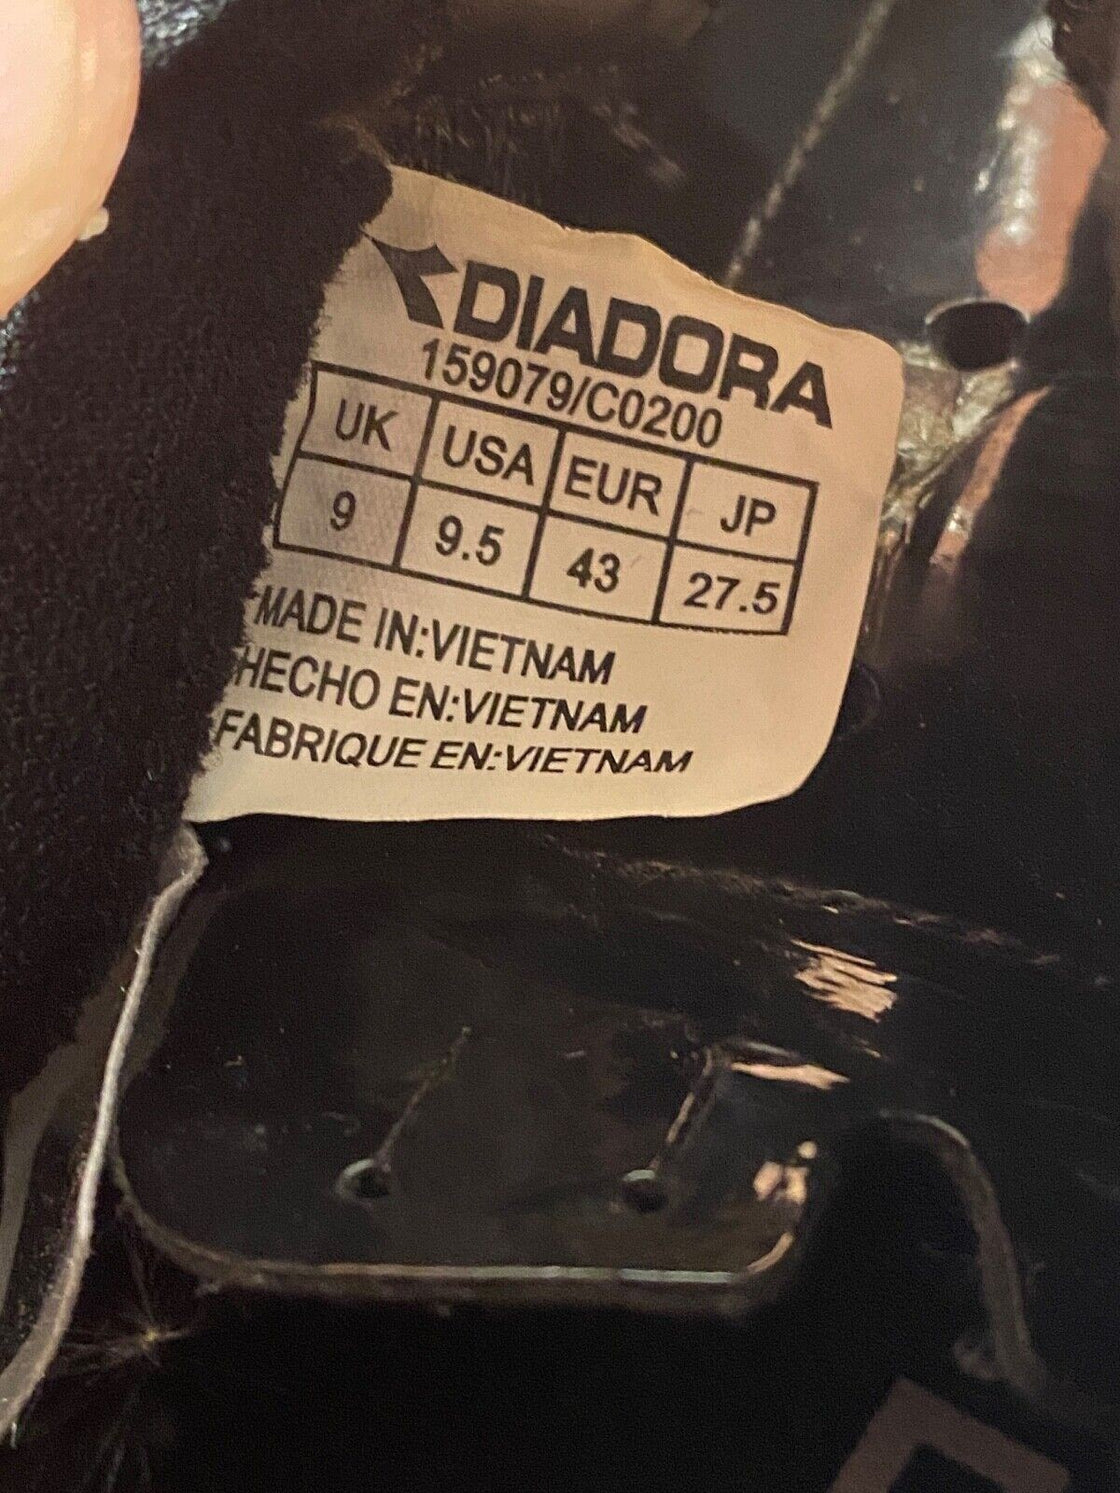 DIADORA
159079/C0200
UK USA EUR JP
9 9.5 43 27.5
MADE IN:VIETNAM
HECHO EN:VIETNAM
FABRIQUE EN:VIETNAM